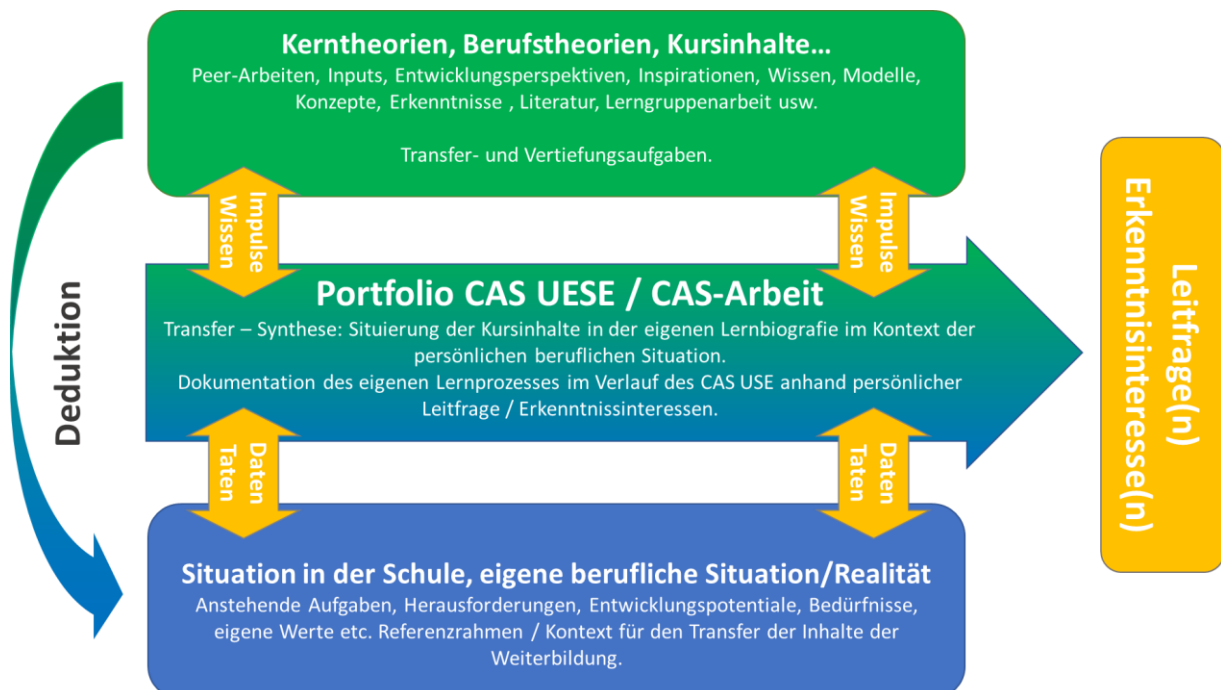 Kerntheorien, Berufstheorien, Kursinhalte…
Peer-Arbeiten, Inputs, Entwicklungsperspektiven, Inspirationen, Wissen, Modelle,
Konzepte, Erkenntnisse , Literatur, Lerngruppenarbeit usw.
Transfer- und Vertiefungsaufgaben.
Impulse
Wissen
Impulse
Wissen
Deduktion
Portfolio CAS UESE / CAS-Arbeit
Transfer – Synthese: Situierung der Kursinhalte in der eigenen Lernbiografie im Kontext der
persönlichen beruflichen Situation.
Dokumentation des eigenen Lernprozesses im Verlauf des CAS USE anhand persönlicher
Leitfrage / Erkenntnissinteressen.
Daten
Taten
Daten
Taten
Situation in der Schule, eigene berufliche Situation/Realität
Anstehende Aufgaben, Herausforderungen, Entwicklungspotentiale, Bedürfnisse,
eigene Werte etc. Referenzrahmen / Kontext für den Transfer der Inhalte der
Weiterbildung.
Leitfrage(n)
Erkenntnisinteresse(n)